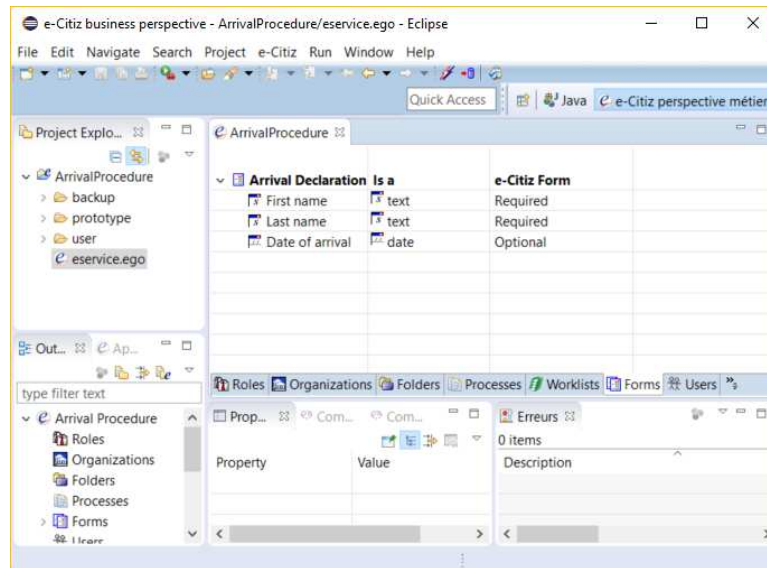 e-Citiz business perspective - ArrivalProcedure/eservice.ego - Eclipse
File Edit Navigate Search Project e-Citiz Run Window Help
Quick Access
Java
e-Citiz perspective métier
Project Explo...
ArrivalProcedure
backup
prototype
user
eservice.ego
ArrivalProcedure
Arrival Declaration Is a e-Citiz Form
First name text Required
Last name text Required
Date of arrival date Optional
Roles Organizations Folders Processes Worklists Forms Users
Out... Ap...
type filter text
Arrival Procedure
Roles
Organizations
Folders
Processes
Forms
Users
Prop... Com... Com...
Property Value
Erreurs
0 items
Description